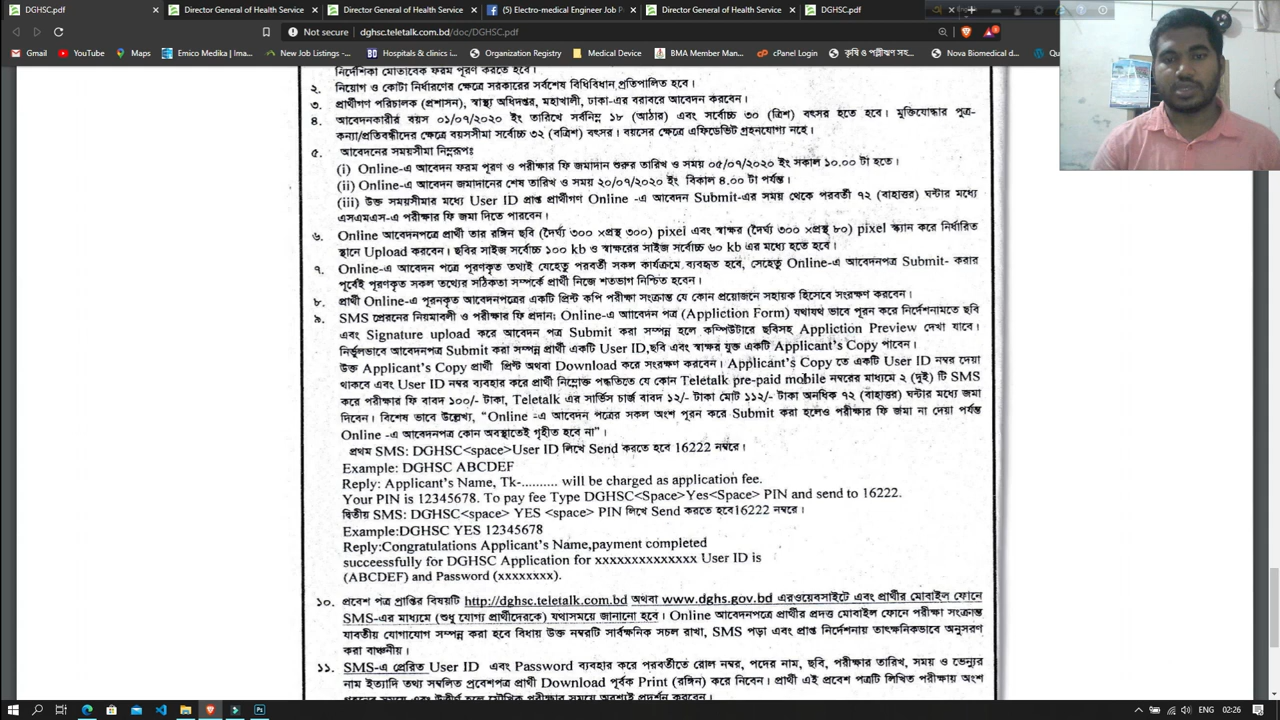 DGHSC.pdf
Director General of Health Service
Director General of Health Service
(5) Electro-medical Engineer Job P
Director General of Health Service
DGHSC.pdf
Not secure
dghsc.teletalk.com.bd/doc/DGHSC.pdf
Gmail
YouTube
Maps
Emico Medika | Ima...
New Job Listings -...
Hospitals & clinics i...
Organization Registry
Medical Device
BMA Member Man...
cPanel Login
কৃষি ও পল্লীঋণ সহ...
Nova Biomedical d...
নির্দেশিকা মোতাবেক ফরম পূরণ করতে হবে।
২. নিয়োগ ও কোটা নির্ধারণের ক্ষেত্রে সরকারের সর্বশেষ বিধিবিধান প্রতিপালিত হবে।
৩. প্রার্থীগণ পরিচালক (প্রশাসন), স্বাস্থ্য অধিদপ্তর, মহাখালী, ঢাকা-এর বরাবরে আবেদন করবেন।
৪. আবেদনকারীর বয়স ০১/০৭/২০২০ ইং তারিখে সর্বনিম্ন ১৮ (আঠার) এবং সর্বোচ্চ ৩০ (ত্রিশ) বৎসর হতে হবে। মুক্তিযোদ্ধার পুত্র-
কন্যা/প্রতিবন্ধীদের ক্ষেত্রে বয়সসীমা সর্বোচ্চ ৩২ (বত্রিশ) বৎসর। বয়সের ক্ষেত্রে এফিডেভিট গ্রহনযোগ্য নহে।
৫. আবেদনের সময়সীমা নিম্নরূপঃ
(i) Online-এ আবেদন ফরম পূরণ ও পরীক্ষার ফি জমাদান শুরুর তারিখ ও সময় ০৫/০৭/২০২০ ইং সকাল ১০.০০ টা হতে।
(ii) Online-এ আবেদন জমাদানের শেষ তারিখ ও সময় ২০/০৭/২০২০ ইং বিকাল ৪.০০ টা পর্যন্ত।
(iii) উক্ত সময়সীমার মধ্যে User ID প্রাপ্ত প্রার্থীগণ Online -এ আবেদন Submit-এর সময় থেকে পরবর্তী ৭২ (বাহাত্তর) ঘন্টার মধ্যে
এসএমএস-এ পরীক্ষার ফি জমা দিতে পারবেন।
৬. Online আবেদনপত্রে প্রার্থী তার রঙ্গিন ছবি (দৈর্ঘ্য ৩০০ ×প্রস্থ ৩০০) pixel এবং স্বাক্ষর (দৈর্ঘ্য ৩০০ ×প্রস্থ ৮০) pixel স্ক্যান করে নির্ধারিত
স্থানে Upload করবেন। ছবির সাইজ সর্বোচ্চ ১০০ kb ও স্বাক্ষরের সাইজ সর্বোচ্চ ৬০ kb এর মধ্যে হতে হবে।
৭. Online-এ আবেদন পত্রে পূরণকৃত তথ্যই যেহেতু পরবর্তী সকল কার্যক্রমে ব্যবহৃত হবে, সেহেতু Online-এ আবেদনপত্র Submit- করার
পূর্বেই পূরণকৃত সকল তথ্যের সঠিকতা সম্পর্কে প্রার্থী নিজে শতভাগ নিশ্চিত হবেন।
৮. প্রার্থী Online-এ পূরনকৃত আবেদনপত্রের একটি প্রিন্ট কপি পরীক্ষা সংক্রান্ত যে কোন প্রয়োজনে সহায়ক হিসেবে সংরক্ষণ করবেন।
৯. SMS প্রেরনের নিয়মাবলী ও পরীক্ষার ফি প্রদান; Online-এ আবেদন পত্র (Appliction Form) যথাযথ ভাবে পূরন করে নির্দেশনামতে ছবি
এবং Signature upload করে আবেদন পত্র Submit করা সম্পন্ন হলে কম্পিউটারে ছবিসহ Appliction Preview দেখা যাবে।
নির্ভুলভাবে আবেদনপত্র Submit করা সম্পন্ন প্রার্থী একটি User ID,ছবি এবং স্বাক্ষর যুক্ত একটি Applicant's Copy পাবেন।
উক্ত Applicant's Copy প্রার্থী প্রিন্ট অথবা Download করে সংরক্ষণ করবেন। Applicant's Copy তে একটি User ID নম্বর দেয়া
থাকবে এবং User ID নম্বর ব্যবহার করে প্রার্থী নিম্নোক্ত পদ্ধতিতে যে কোন Teletalk pre-paid mobile নম্বরের মাধ্যমে ২ (দুই) টি SMS
করে পরীক্ষার ফি বাবদ ১০০/- টাকা, Teletalk এর সার্ভিস চার্জ বাবদ ১২/- টাকা মোট ১১২/- টাকা অনধিক ৭২ (বাহাত্তর) ঘন্টার মধ্যে জমা
দিবেন। বিশেষ ভাবে উল্লেখ্য, "Online -এ আবেদন পত্রের সকল অংশ পূরন করে Submit করা হলেও পরীক্ষার ফি জমা না দেয়া পর্যন্ত
Online -এ আবেদনপত্র কোন অবস্থাতেই গৃহীত হবে না"।
প্রথম SMS: DGHSC<space>User ID লিখে Send করতে হবে 16222 নম্বরে।
Example: DGHSC ABCDEF
Reply: Applicant's Name, Tk-.......... will be charged as application fee.
Your PIN is 12345678. To pay fee Type DGHSC<Space>Yes<Space> PIN and send to 16222.
দ্বিতীয় SMS: DGHSC<space> YES <space> PIN লিখে Send করতে হবে16222 নম্বরে।
Example:DGHSC YES 12345678
Reply:Congratulations Applicant's Name,payment completed
succeessfully for DGHSC Application for xxxxxxxxxxxxxx User ID is
(ABCDEF) and Password (xxxxxxxx).
১০. প্রবেশ পত্র প্রাপ্তির বিষয়টি http://dghsc.teletalk.com.bd অথবা www.dghs.gov.bd এরওয়েবসাইটে এবং প্রার্থীর মোবাইল ফোনে
SMS-এর মাধ্যমে (শুধু যোগ্য প্রার্থীদেরকে) যথাসময়ে জানানো হবে। Online আবেদনপত্রে প্রার্থীর প্রদত্ত মোবাইল ফোনে পরীক্ষা সংক্রান্ত
যাবতীয় যোগাযোগ সম্পন্ন করা হবে বিধায় উক্ত নম্বরটি সার্বক্ষনিক সচল রাখা, SMS পড়া এবং প্রাপ্ত নির্দেশনায় তাৎক্ষনিকভাবে অনুসরণ
করা বাঞ্চনীয়।
১১. SMS-এ প্রেরিত User ID এবং Password ব্যবহার করে পরবর্তীতে রোল নম্বর, পদের নাম, ছবি, পরীক্ষার তারিখ, সময় ও ভেন্যুর
নাম ইত্যাদি তথ্য সম্বলিত প্রবেশপত্র প্রার্থী Download পূর্বক Print (রঙ্গিন) করে নিবেন। প্রার্থী এই প্রবেশ পত্রটি লিখিত পরীক্ষায় অংশ
ENG
02:26